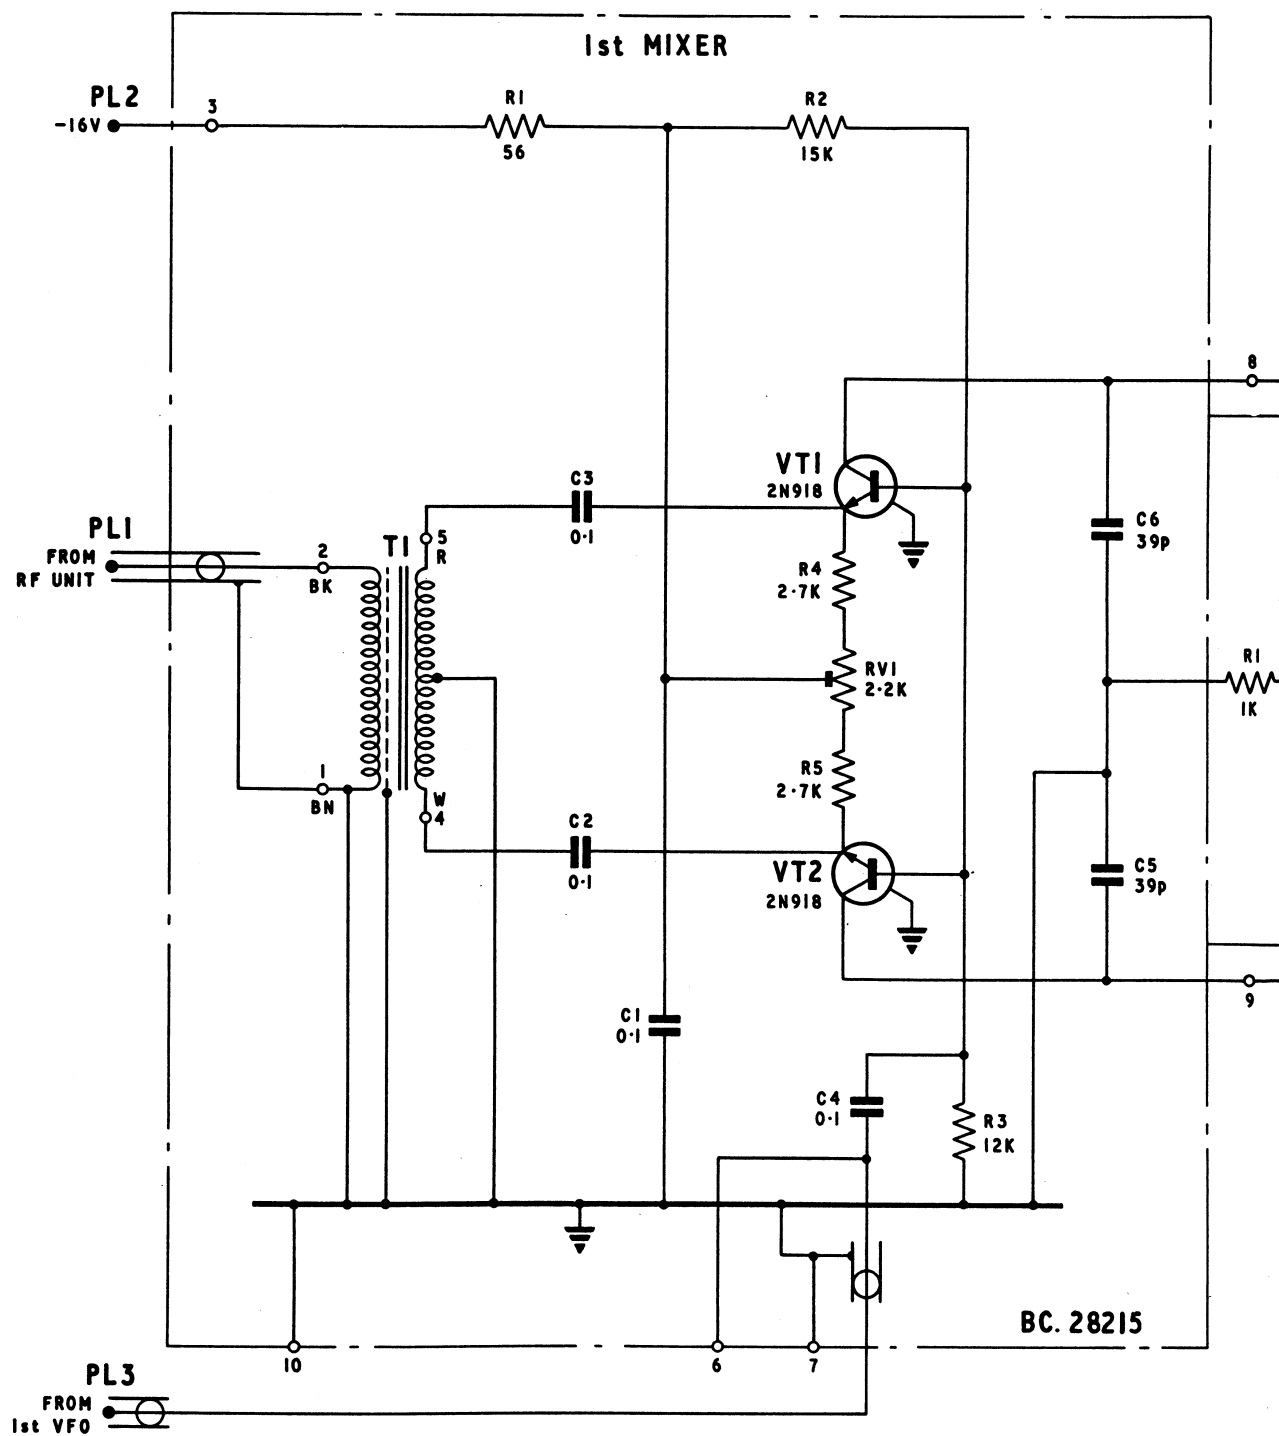 1st MIXER
PL2
-16V
3
R1
56
R2
15K
8
VT1
2N918
C3
0·1
C6
39p
PL1
FROM
RF UNIT
2
BK
T1
5
R
R4
2·7K
RV1
2·2K
R1
1K
1
BN
W
4
R5
2·7K
C2
0·1
VT2
2N918
C5
39p
9
C1
0·1
C4
0·1
R3
12K
BC. 28215
10
6
7
PL3
FROM
1st VFO